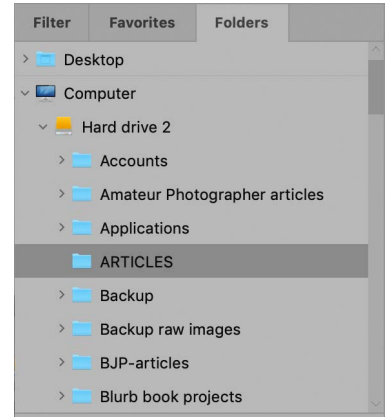 Filter Favorites Folders
Desktop
Computer
Hard drive 2
Accounts
Amateur Photographer articles
Applications
ARTICLES
Backup
Backup raw images
BJP-articles
Blurb book projects